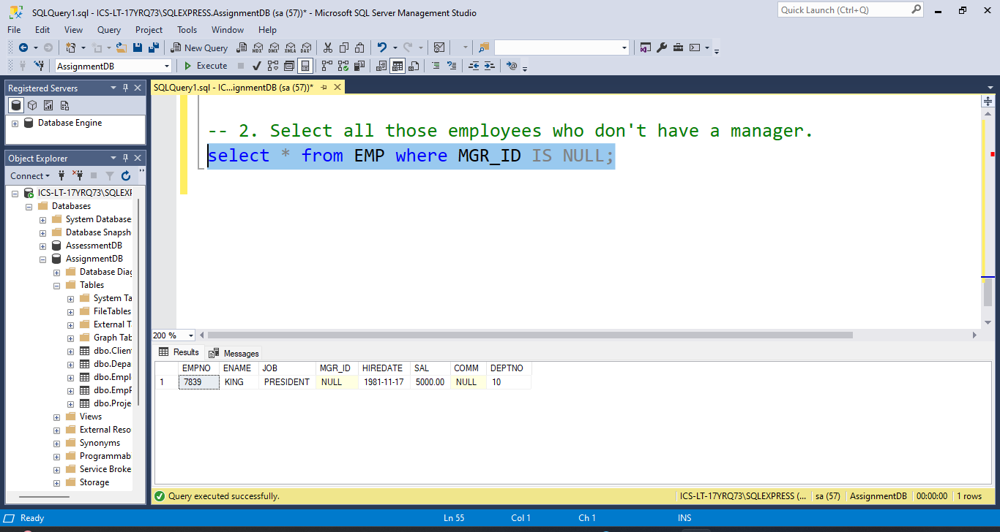 SQLQuery1.sql - ICS-LT-17YRQ73\SQLEXPRESS.AssignmentDB (sa (57))* - Microsoft SQL Server Management Studio
Quick Launch (Ctrl+Q)
File Edit View Query Project Tools Window Help
New Query MDX DMX XMLA DAX
AssignmentDB Execute
Registered Servers
Database Engine
SQLQuery1.sql - IC...ignmentDB (sa (57))*
-- 2. Select all those employees who don't have a manager.
select * from EMP where MGR_ID IS NULL;
Object Explorer
Connect
ICS-LT-17YRQ73\SQLEXF
Databases
System Database
Database Snapsh
AssessmentDB
AssignmentDB
Database Diag
Tables
System Ta
FileTables
External T
Graph Tab
dbo.Clien
dbo.Depa
dbo.Empl
dbo.EmpF
dbo.Proje
Views
External Reso
Synonyms
Programmab
Service Broke
Storage
200 %
Results Messages
EMPNO ENAME JOB MGR_ID HIREDATE SAL COMM DEPTNO
1 7839 KING PRESIDENT NULL 1981-11-17 5000.00 NULL 10
Query executed successfully. ICS-LT-17YRQ73\SQLEXPRESS (... sa (57) AssignmentDB 00:00:00 1 rows
Ready Ln 55 Col 1 Ch 1 INS